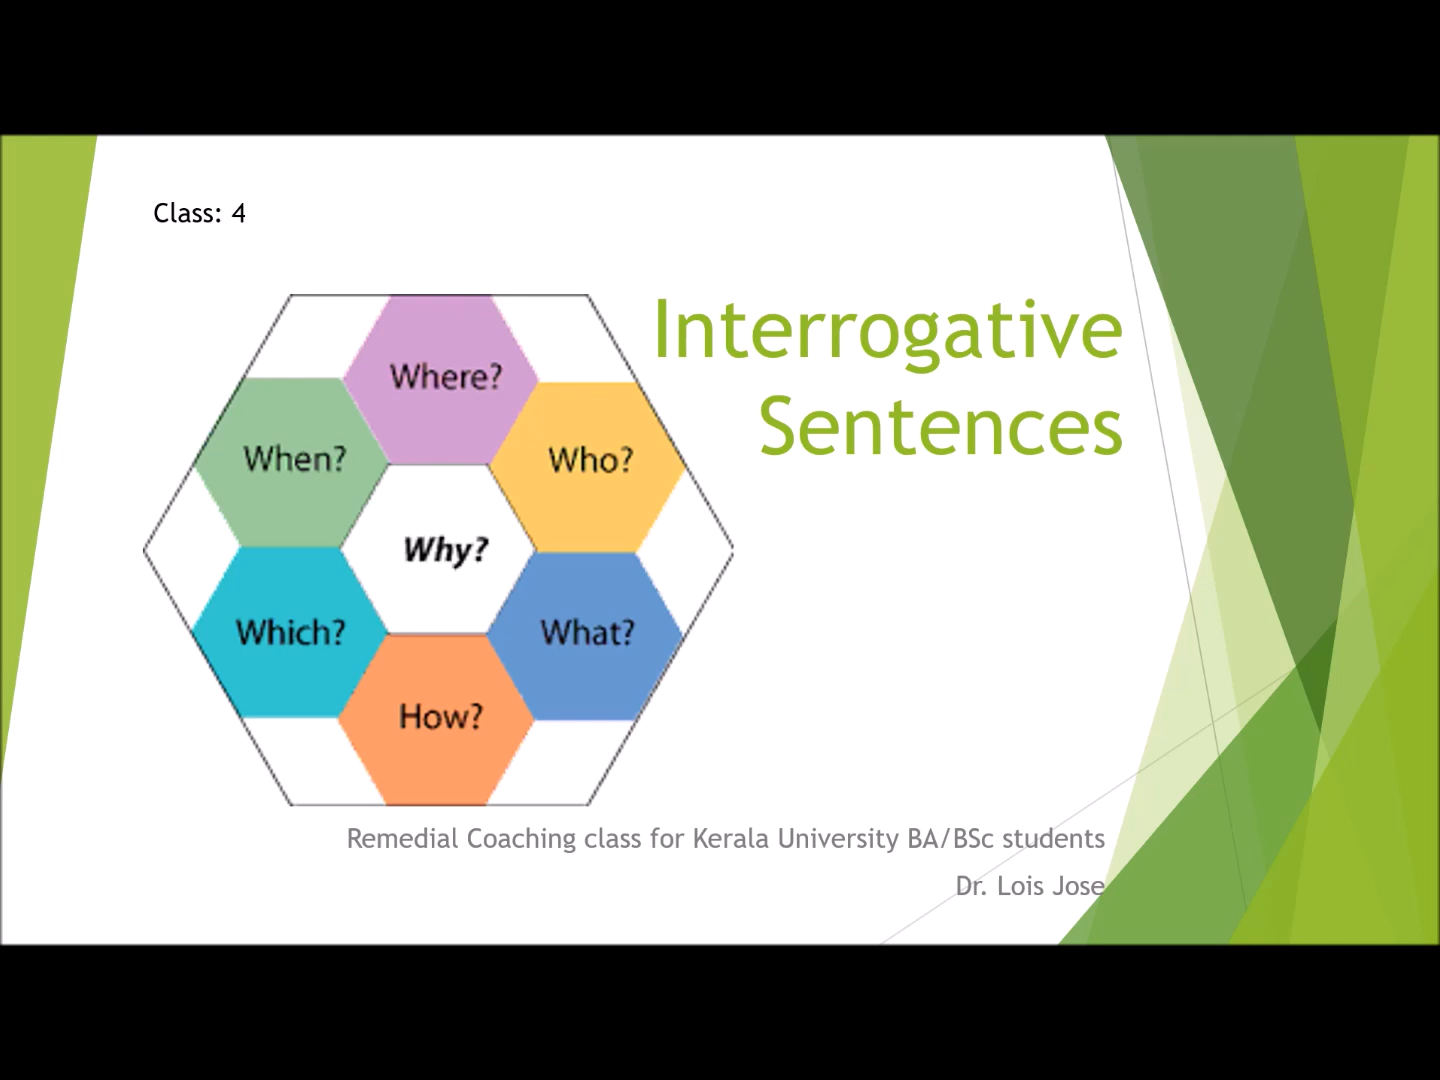 Class: 4
Interrogative
Sentences
Where?
When?
Who?
Why?
Which?
What?
How?
Remedial Coaching class for Kerala University BA/BSc students
Dr. Lois Jose